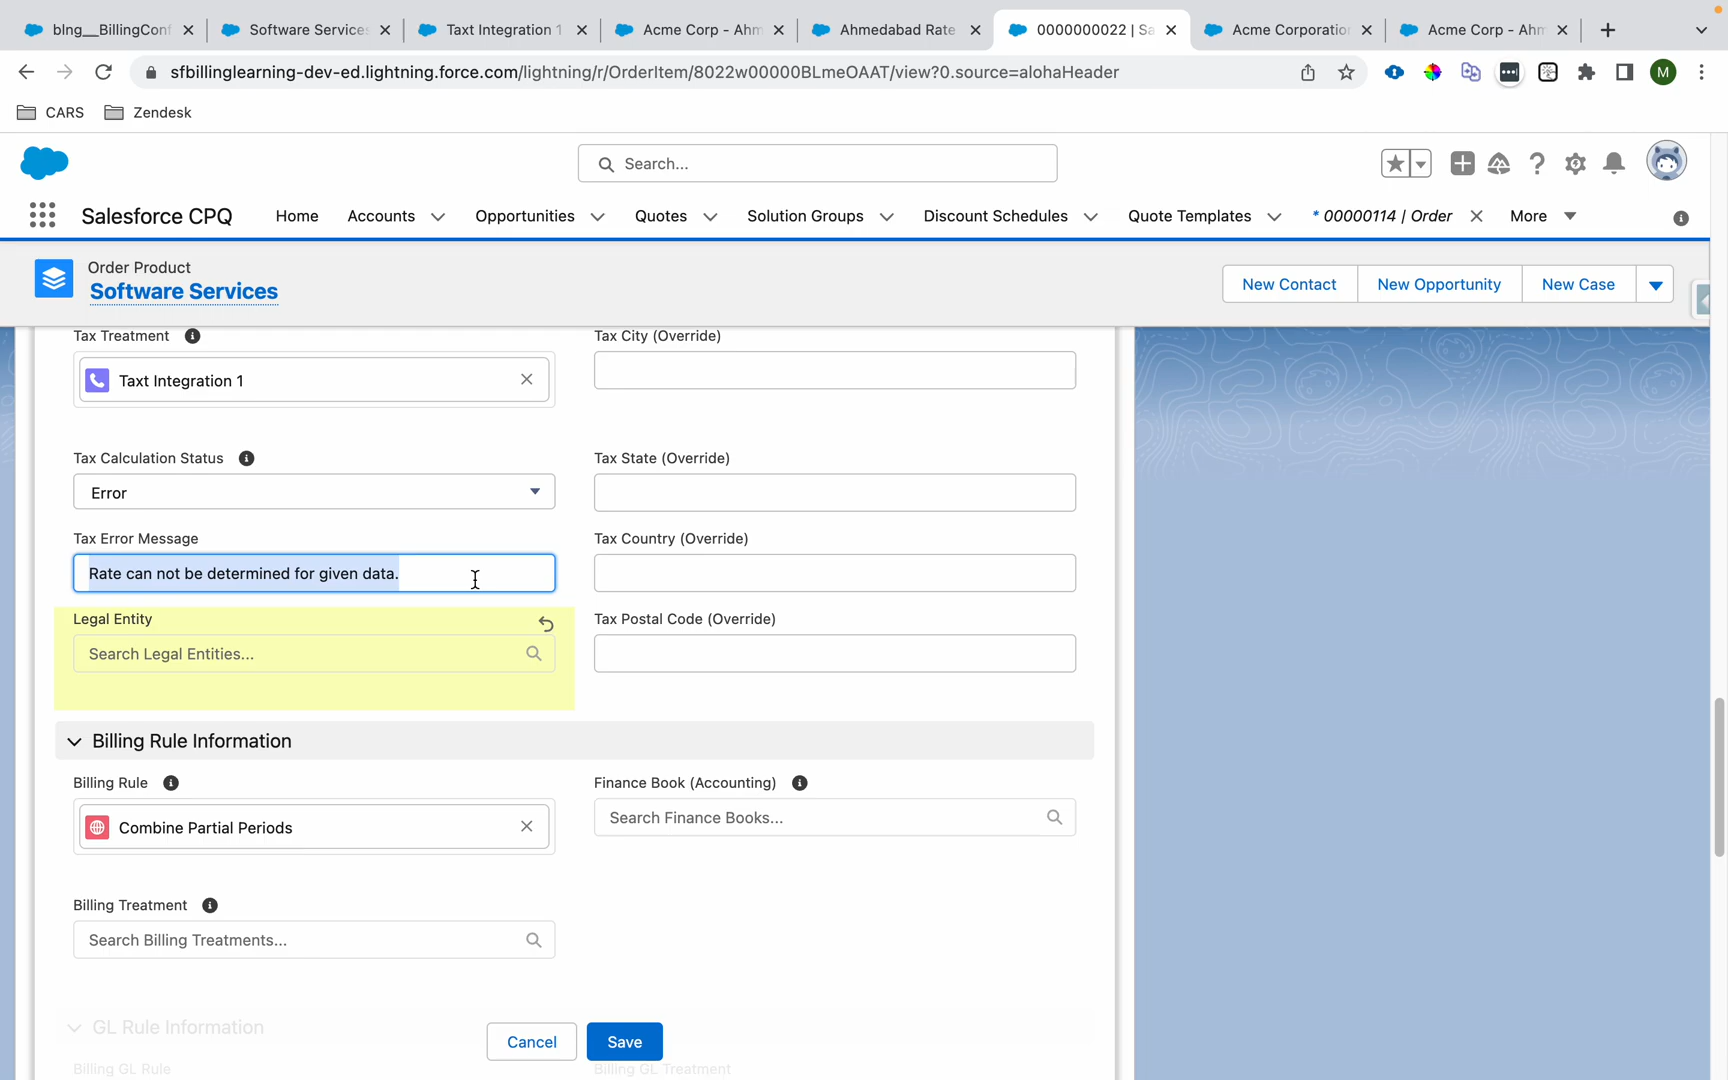 blng__BillingConf
Software Services
Taxt Integration 1
Acme Corp - Ahm
Ahmedabad Rate
0000000022 | Sa
Acme Corporation
Acme Corp - Ahm
sfbillinglearning-dev-ed.lightning.force.com/lightning/r/OrderItem/8022w00000BLmeOAAT/view?0.source=alohaHeader
M
CARS
Zendesk
Search...
Salesforce CPQ
Home
Accounts
Opportunities
Quotes
Solution Groups
Discount Schedules
Quote Templates
* 00000114 | Order
More
Order Product
Software Services
New Contact
New Opportunity
New Case
Tax Treatment
Tax City (Override)
Taxt Integration 1
Tax Calculation Status
Tax State (Override)
Error
Tax Error Message
Tax Country (Override)
Rate can not be determined for given data.
Legal Entity
Tax Postal Code (Override)
Search Legal Entities...
Billing Rule Information
Billing Rule
Finance Book (Accounting)
Combine Partial Periods
Search Finance Books...
Billing Treatment
Search Billing Treatments...
GL Rule Information
Cancel
Save
Billing GL Rule
Billing GL Treatment